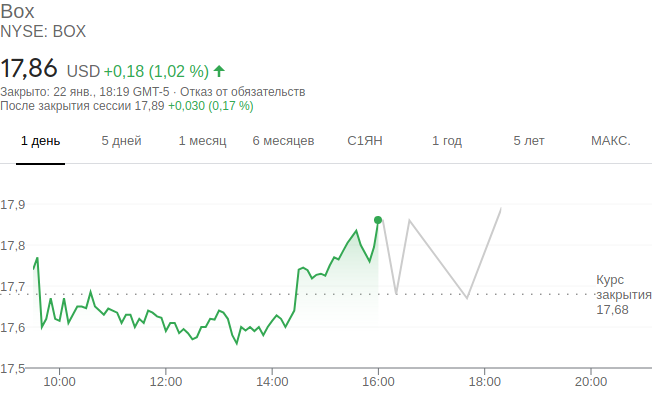 Box
NYSE: BOX
17,86 USD +0,18 (1,02 %)
Закрыто: 22 янв., 18:19 GMT-5 · Отказ от обязательств
После закрытия сессии 17,89 +0,030 (0,17 %)
1 день 5 дней 1 месяц 6 месяцев С1ЯН 1 год 5 лет МАКС.
17,9
17,8
17,7
Курс
закрытия
17,68
17,6
17,5
10:00 12:00 14:00 16:00 18:00 20:00